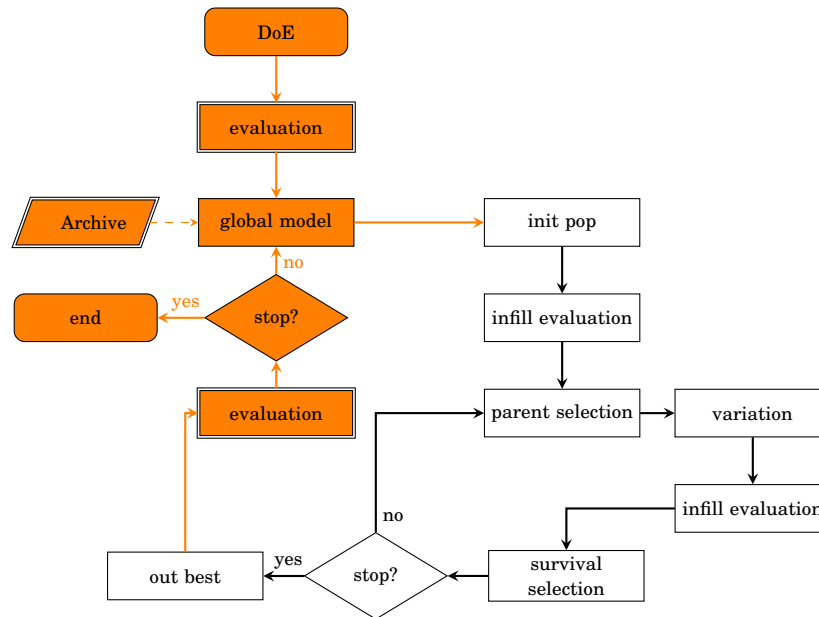 DoE
evaluation
Archive
global model
init pop
no
yes
end
stop?
infill evaluation
evaluation
parent selection
variation
infill evaluation
no
yes
out best
stop?
survival
selection